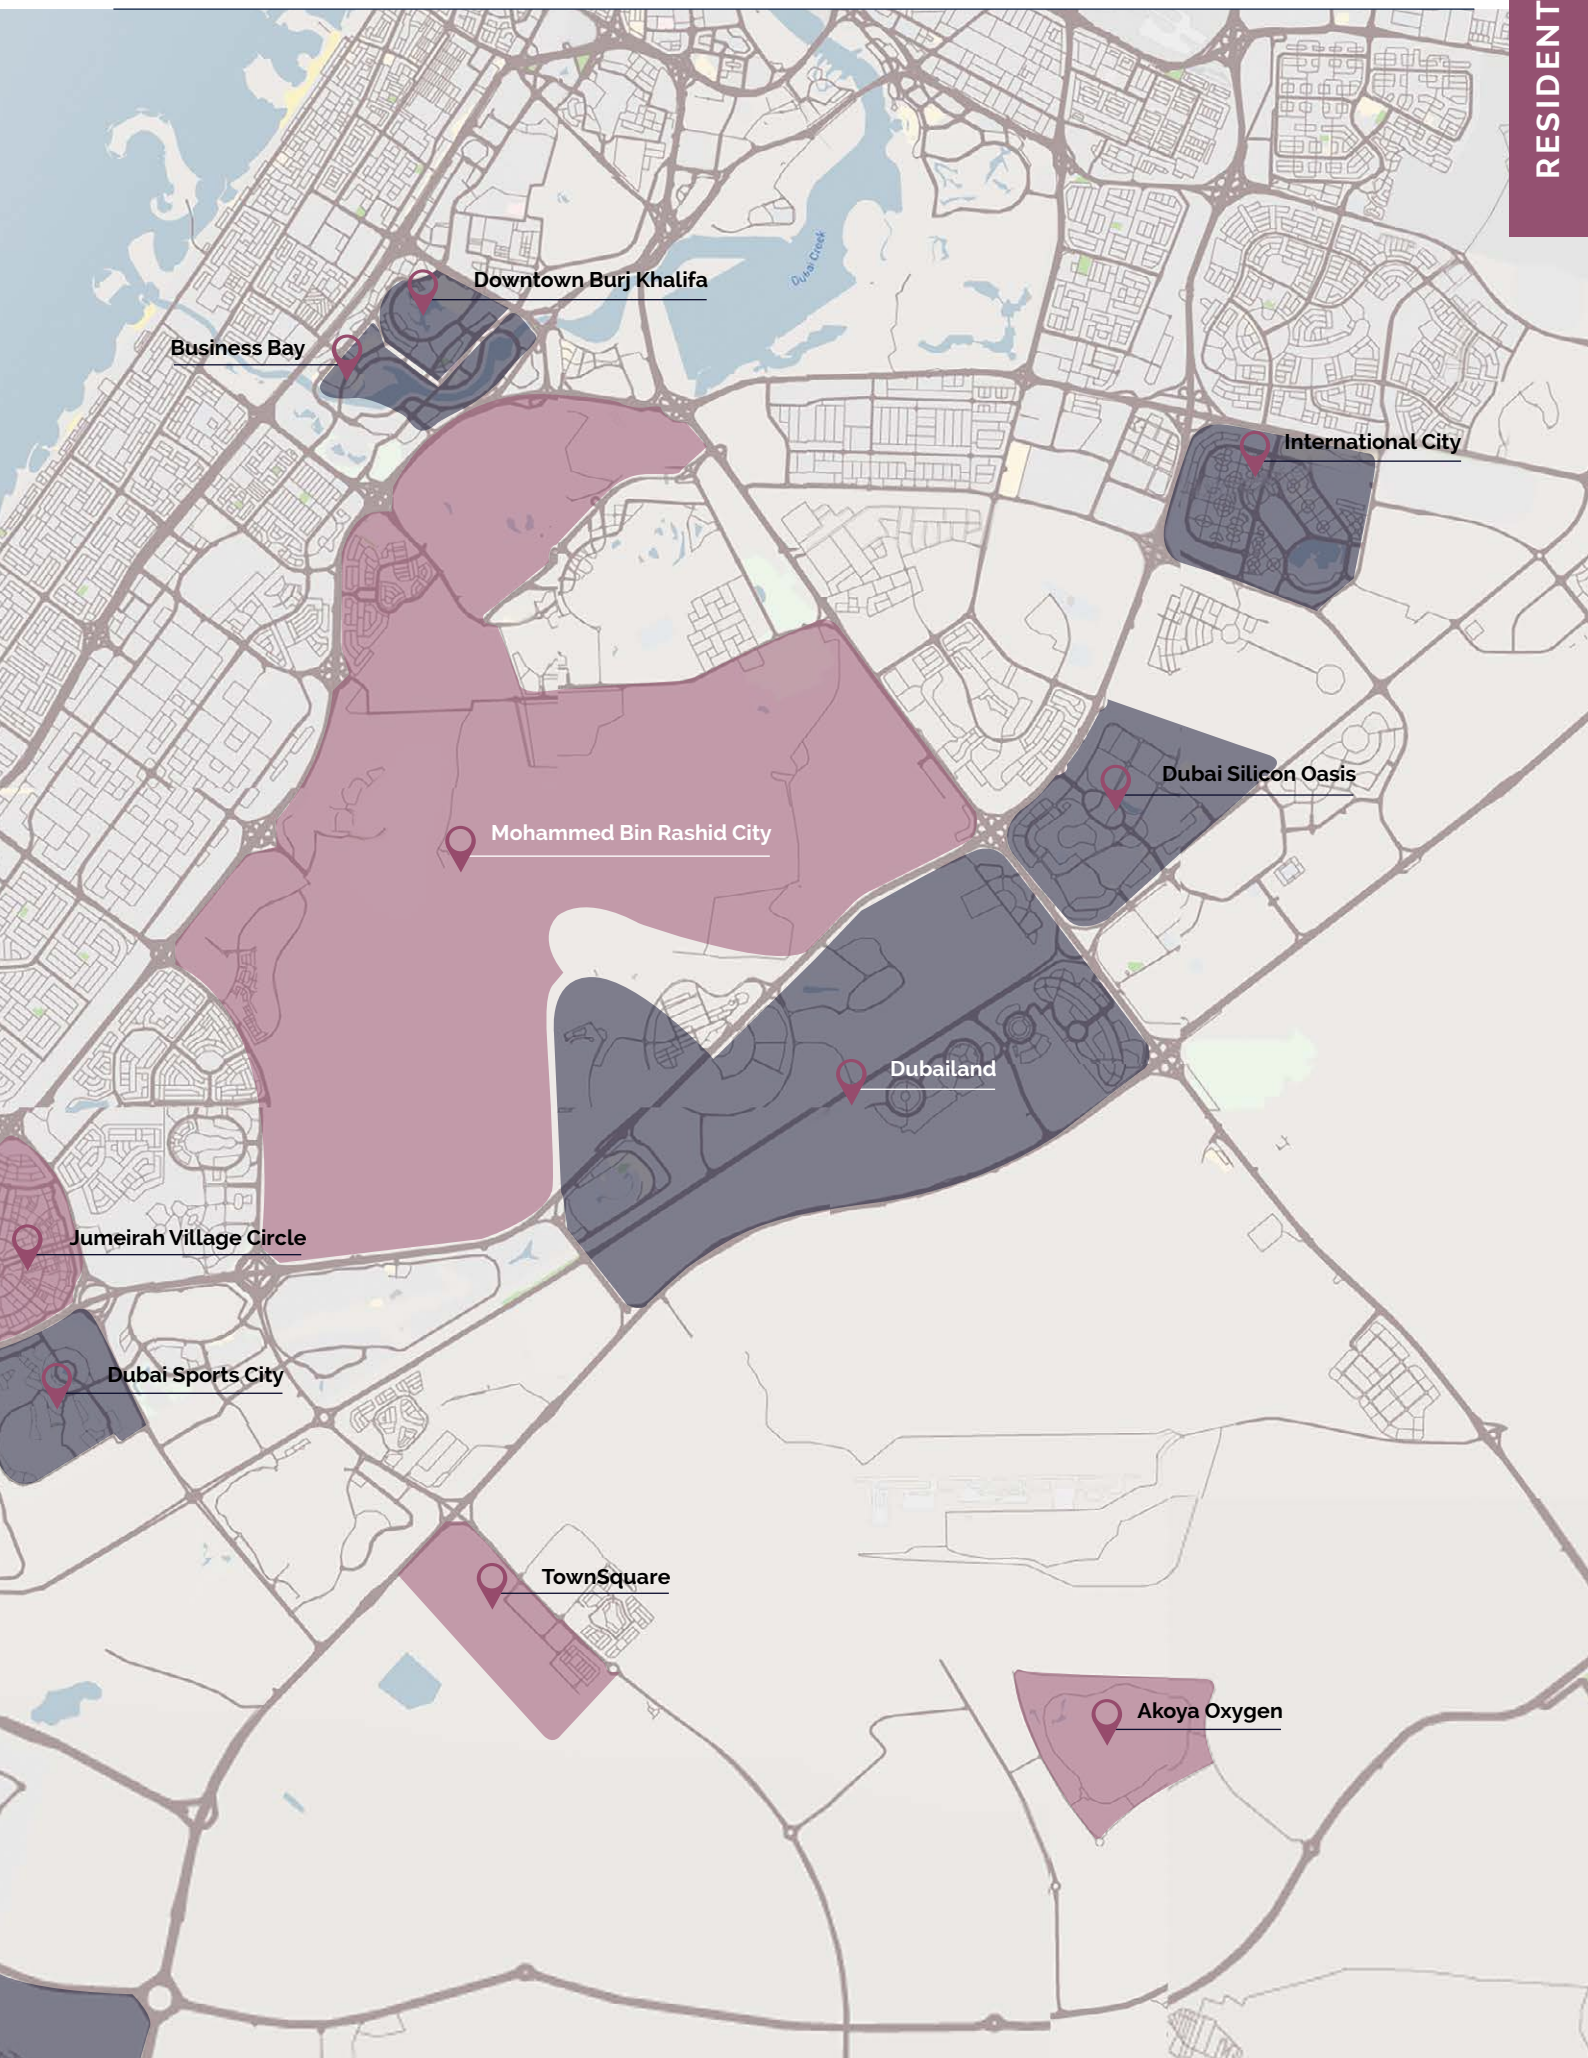 RESIDENT
Dubai Creek
Downtown Burj Khalifa
Business Bay
International City
Dubai Silicon Oasis
Mohammed Bin Rashid City
Dubailand
Jumeirah Village Circle
Dubai Sports City
TownSquare
Akoya Oxygen